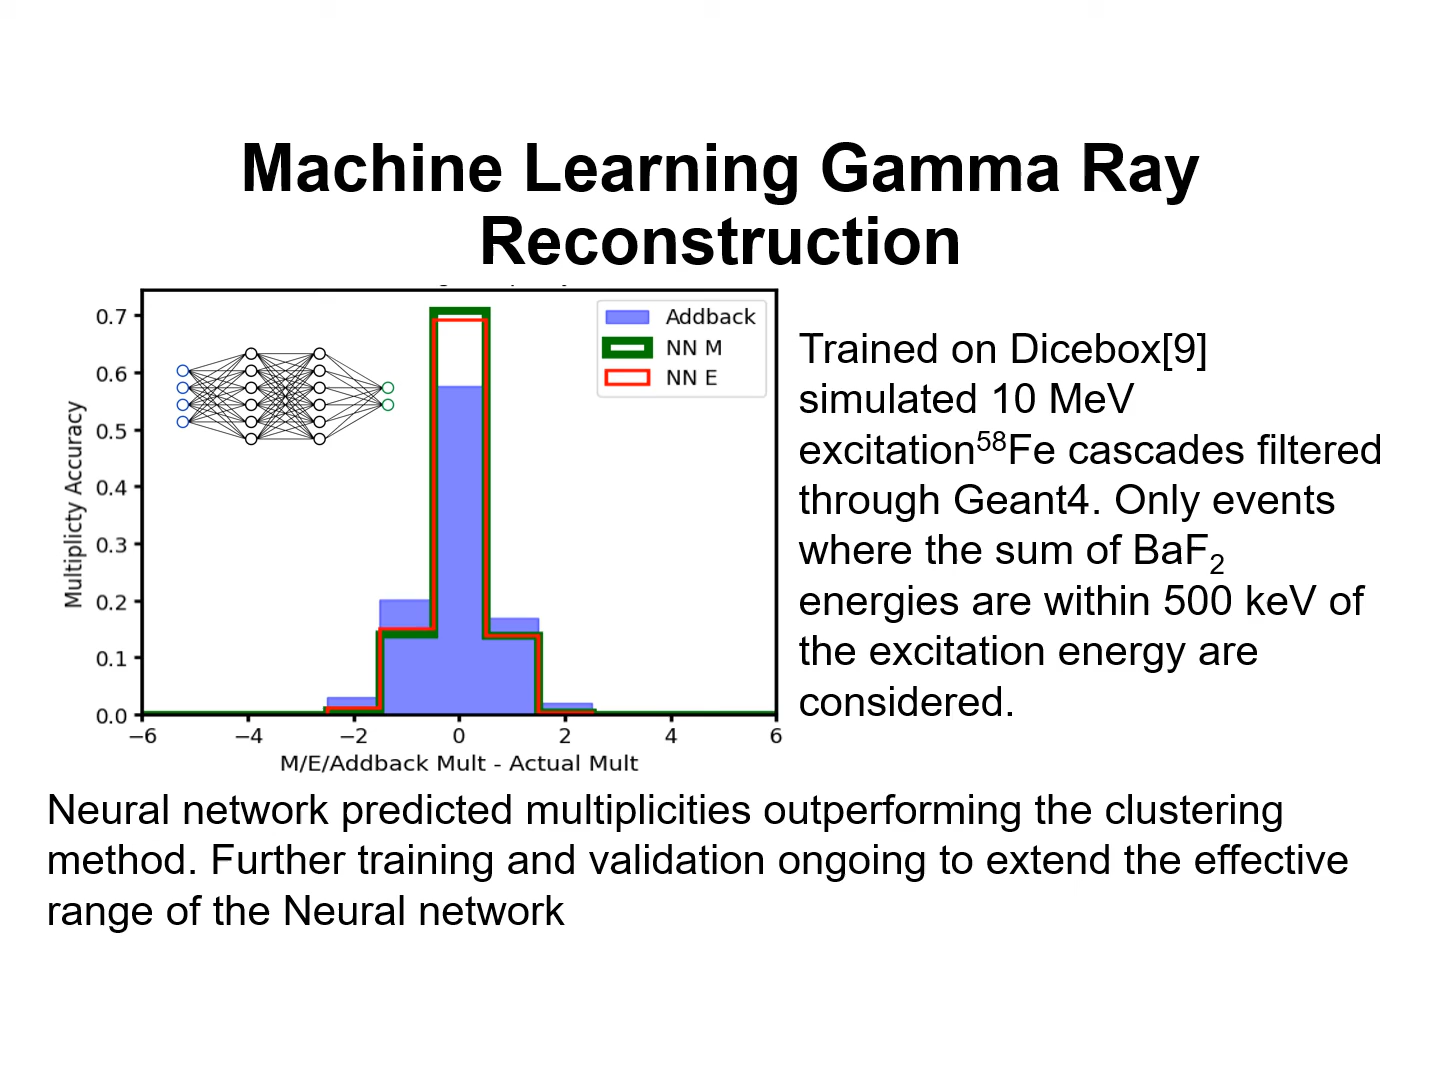 Machine Learning Gamma Ray
Reconstruction
0.7
0.6
0.5
0.4
0.3
0.2
0.1
0.0
Multiplicty Accuracy
−6
−4
−2
0
2
4
6
M/E/Addback Mult - Actual Mult
Addback
NN M
NN E
Trained on Dicebox[9]
simulated 10 MeV
excitation⁵⁸Fe cascades filtered
through Geant4. Only events
where the sum of BaF₂
energies are within 500 keV of
the excitation energy are
considered.
Neural network predicted multiplicities outperforming the clustering
method. Further training and validation ongoing to extend the effective
range of the Neural network